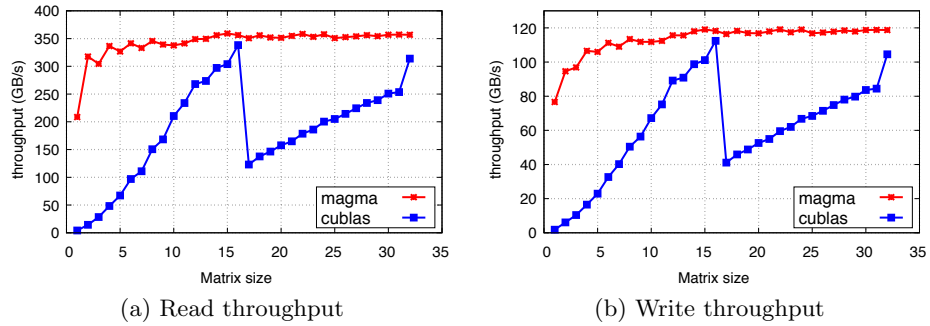 throughput (GB/s)
400
350
300
250
200
150
100
50
0
0 5 10 15 20 25 30 35
Matrix size
magma
cublas
(a) Read throughput
throughput (GB/s)
120
100
80
60
40
20
0
0 5 10 15 20 25 30 35
Matrix size
magma
cublas
(b) Write throughput